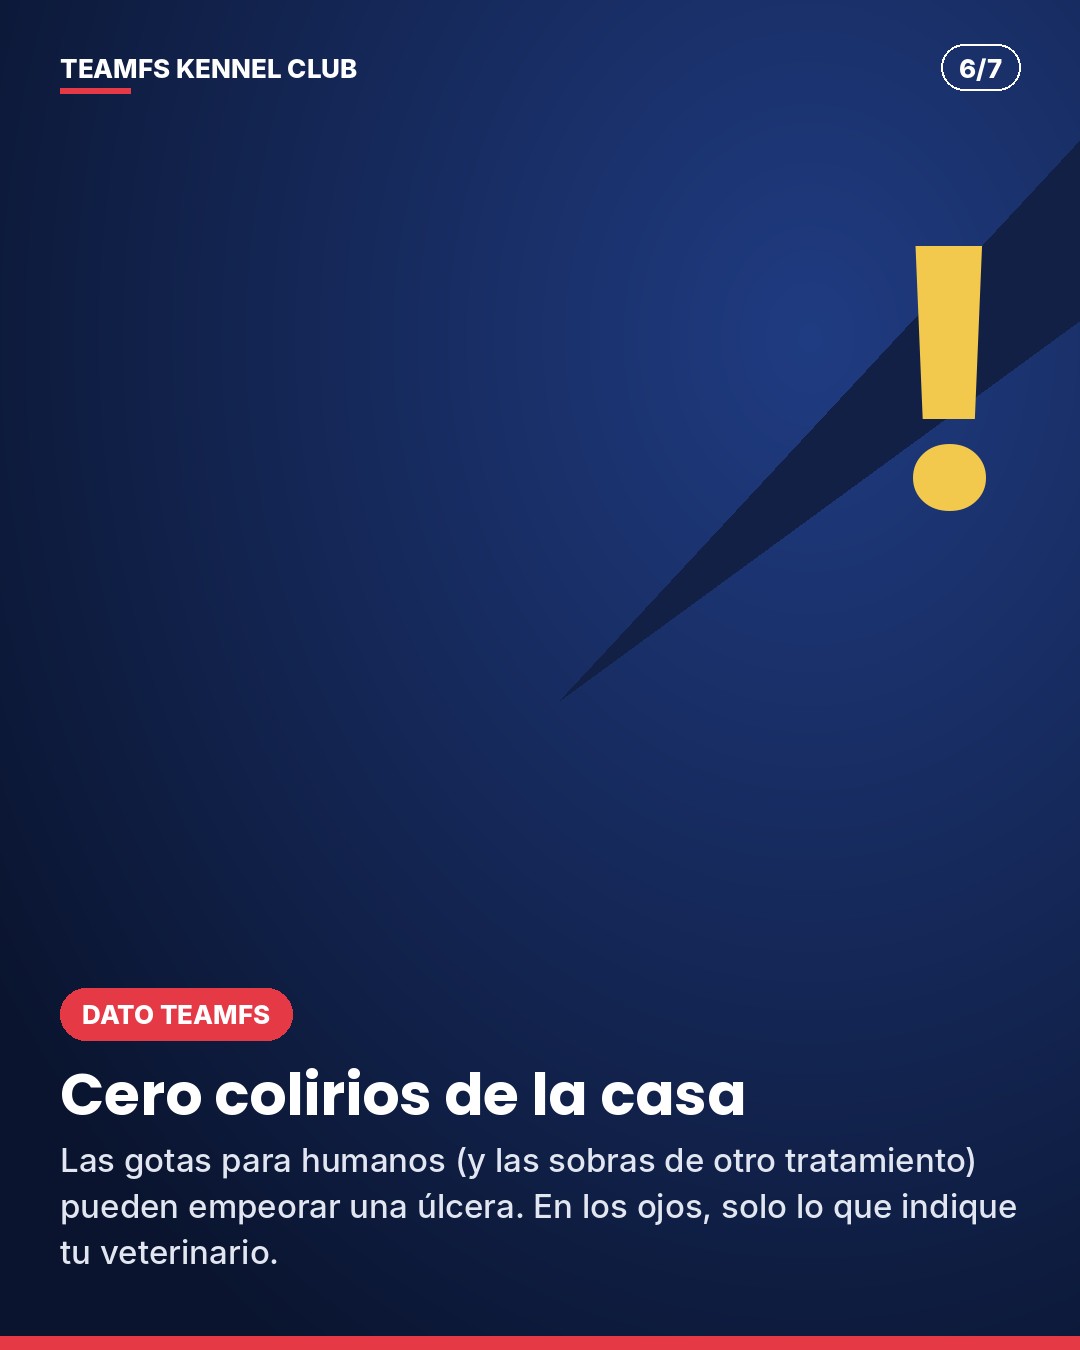 TEAMFS KENNEL CLUB
6/7
!
DATO TEAMFS
Cero colirios de la casa
Las gotas para humanos (y las sobras de otro tratamiento)
pueden empeorar una úlcera. En los ojos, solo lo que indique
tu veterinario.